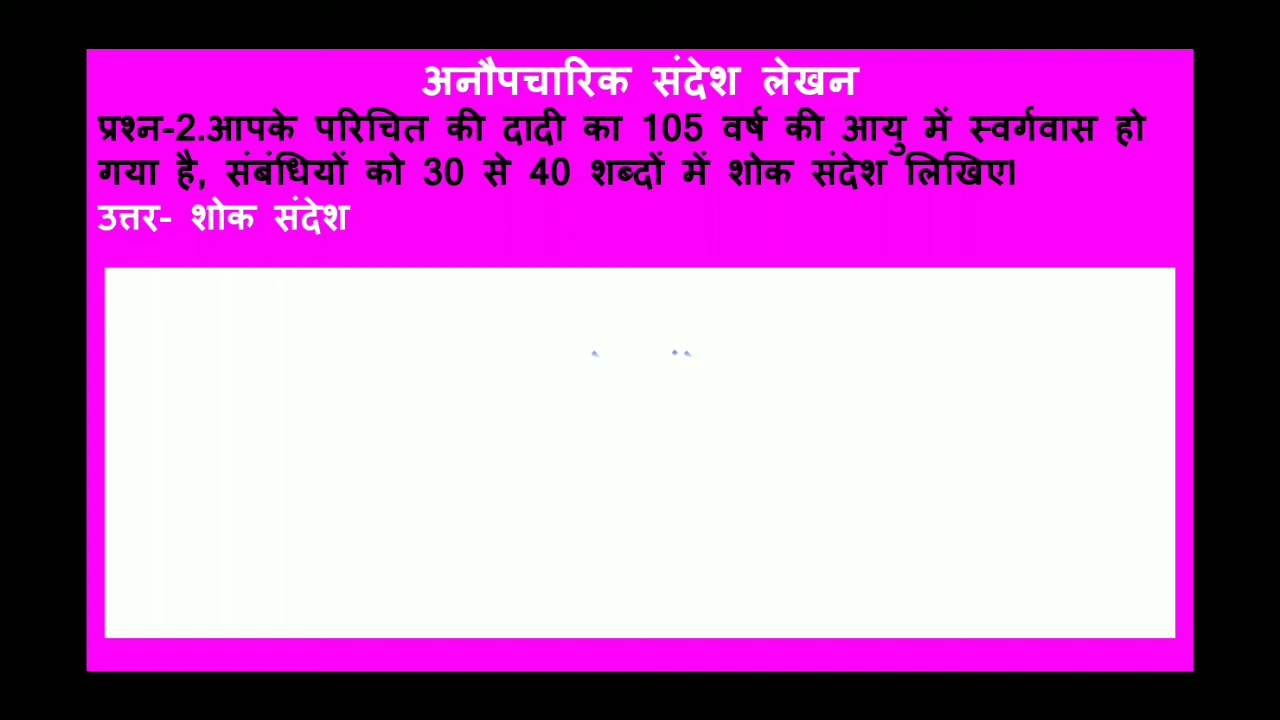 अनौपचारिक संदेश लेखन
प्रश्न-2.आपके परिचित की दादी का 105 वर्ष की आयु में स्वर्गवास हो
गया है, संबंधियों को 30 से 40 शब्दों में शोक संदेश लिखिए।
उत्तर- शोक संदेश